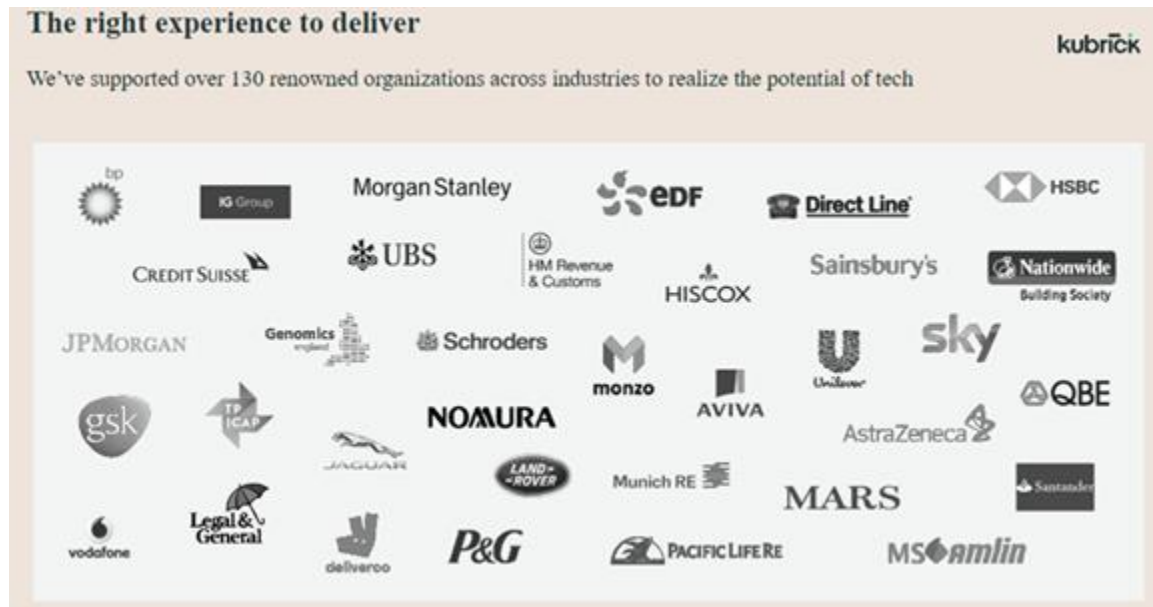 The right experience to deliver
kubrick
We've supported over 130 renowned organizations across industries to realize the potential of tech
bp
IG Group
Morgan Stanley
eDF
Direct Line
HSBC
CREDIT SUISSE
UBS
HM Revenue
& Customs
HISCOX
Sainsbury's
Nationwide
Building Society
JPMORGAN
Genomics
england
Schroders
monzo
AVIVA
Unilever
sky
QBE
gsk
TP
ICAP
JAGUAR
NOMURA
LAND-
-ROVER
Munich RE
AstraZeneca
MARS
Santander
vodafone
Legal &
General
deliveroo
P&G
PACIFIC LIFE RE
MS amlin